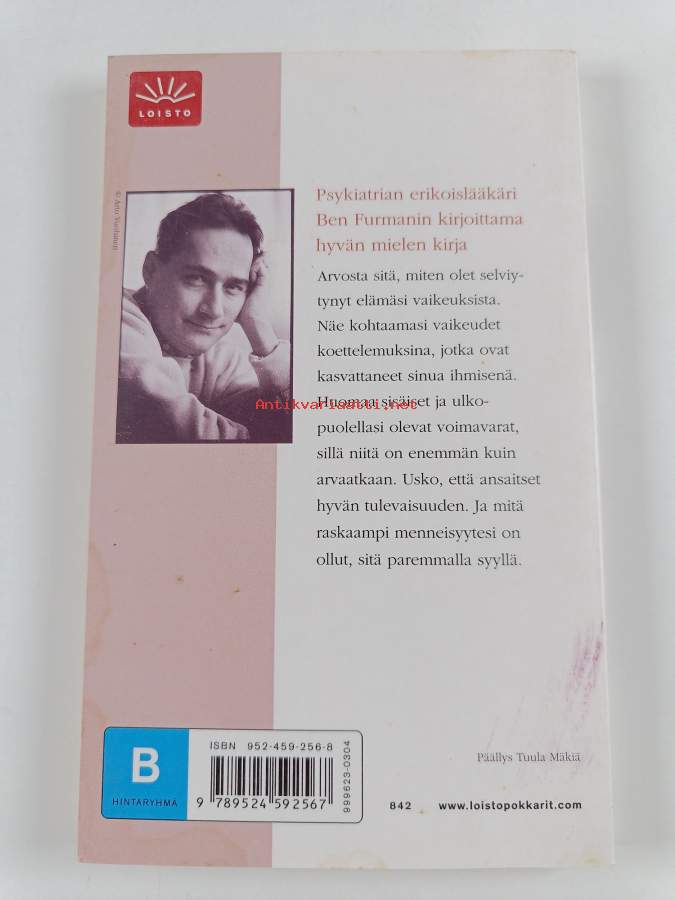 LOISTO
© Arto Vuohelainen
Psykiatrian erikoislääkäri
Ben Furmanin kirjoittama
hyvän mielen kirja
Arvosta sitä, miten olet selviy-
tynyt elämäsi vaikeuksista.
Näe kohtaamasi vaikeudet
koettelemuksina, jotka ovat
kasvattaneet sinua ihmisenä.
Huomaa sisäiset ja ulko-
puolellasi olevat voimavarat,
sillä niitä on enemmän kuin
arvaatkaan. Usko, että ansaitset
hyvän tulevaisuuden. Ja mitä
raskaampi menneisyytesi on
ollut, sitä paremmalla syyllä.
Antikvariaatti.net
Päällys Tuula Mäkiä
B
HINTARYHMÄ
ISBN 952-459-256-8
9 789524 592567
999623-0304
842 www.loistopokkarit.com